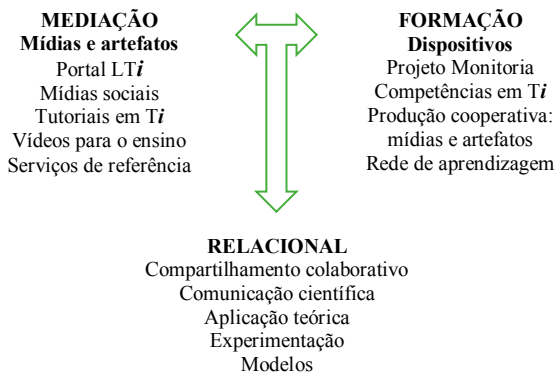 MEDIAÇÃO
Mídias e artefatos
Portal LTi
Mídias sociais
Tutoriais em Ti
Vídeos para o ensino
Serviços de referência
FORMAÇÃO
Dispositivos
Projeto Monitoria
Competências em Ti
Produção cooperativa:
mídias e artefatos
Rede de aprendizagem
RELACIONAL
Compartilhamento colaborativo
Comunicação científica
Aplicação teórica
Experimentação
Modelos